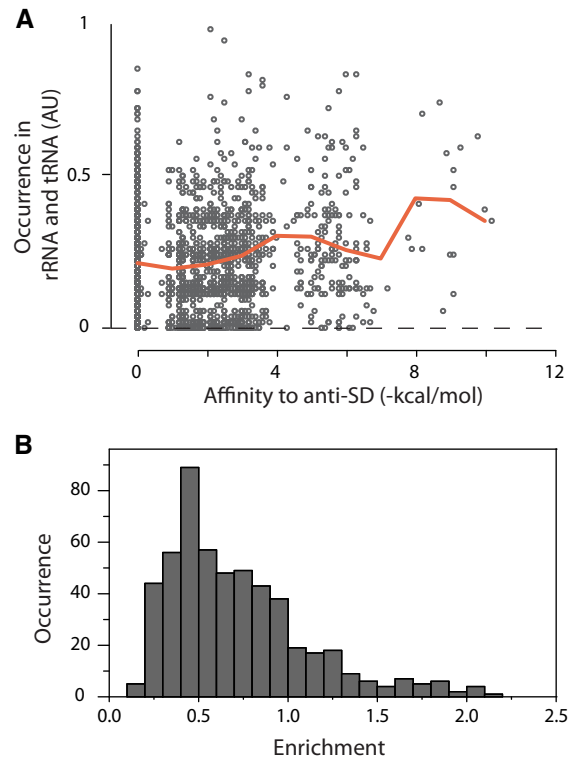 A
1
0.5
0
Occurrence in
rRNA and tRNA (AU)
0 4 8 12
Affinity to anti-SD (-kcal/mol)
B
80
60
40
20
0
Occurrence
0.0 0.5 1.0 1.5 2.0 2.5
Enrichment